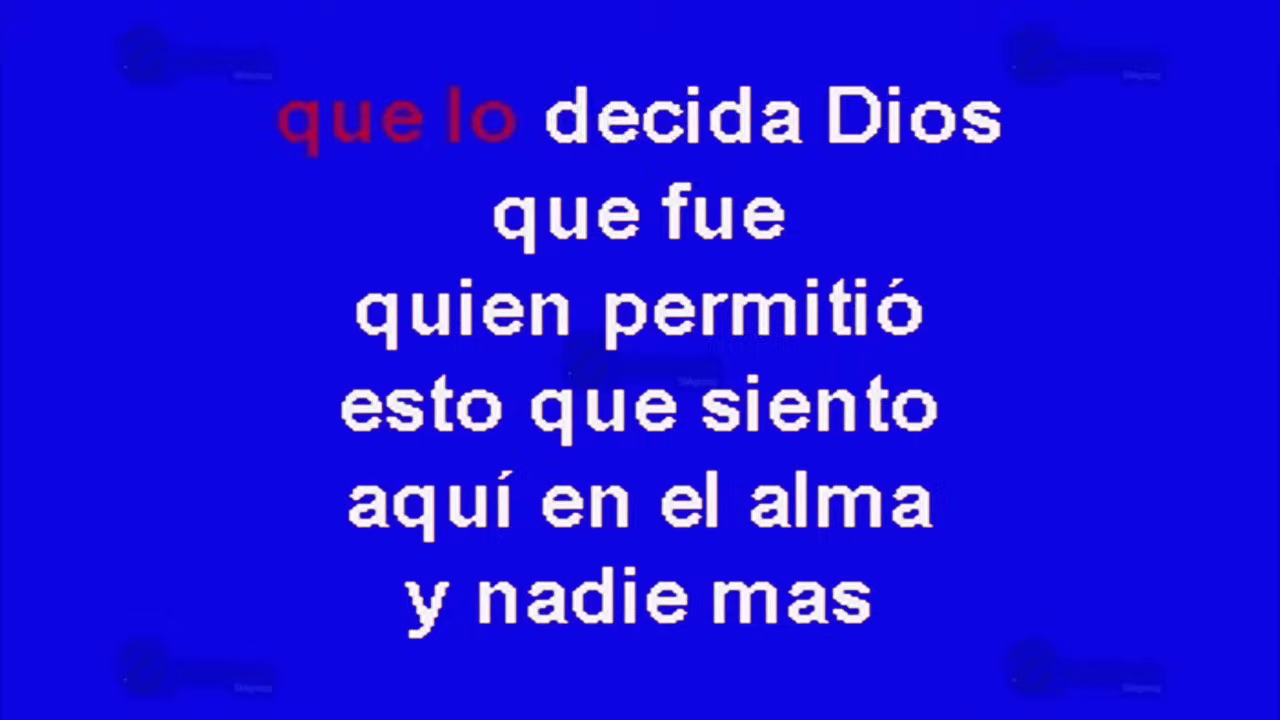 que lo decida Dios
que fue
quien permitió
esto que siento
aquí en el alma
y nadie mas